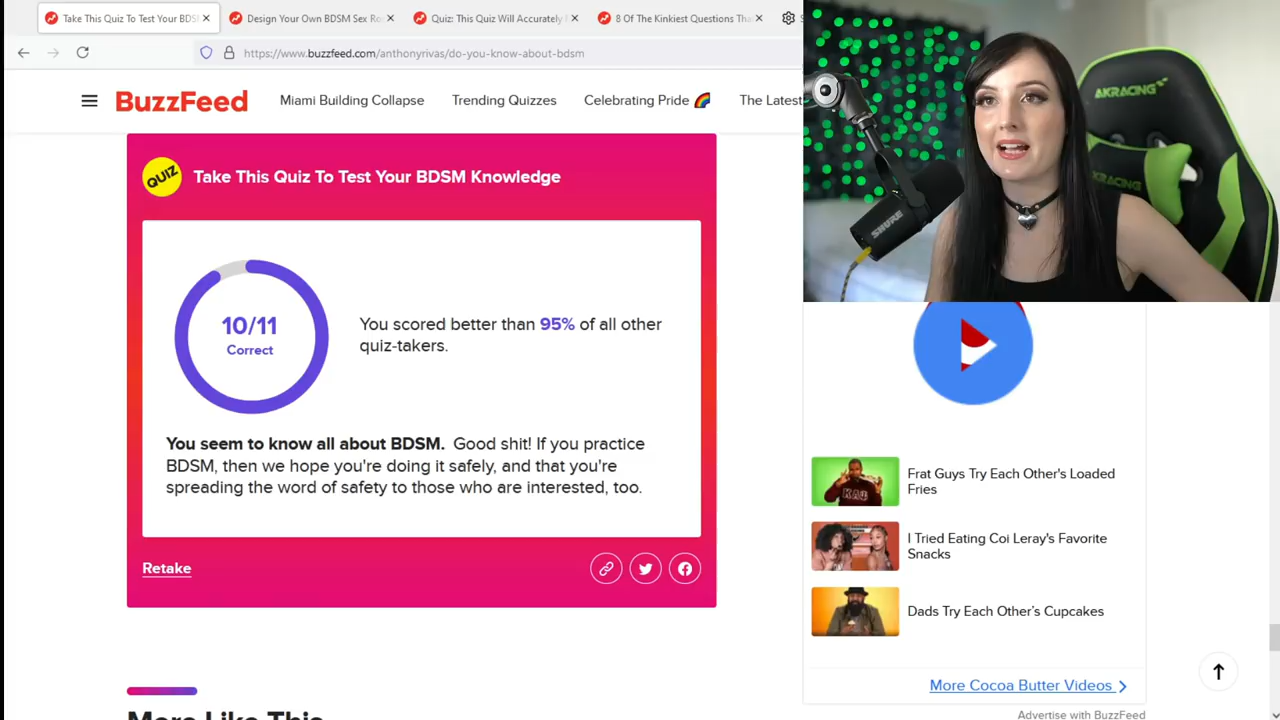 Take This Quiz To Test Your BDS
Design Your Own BDSM Sex Ro
Quiz: This Quiz Will Accurately
8 Of The Kinkiest Questions Tha
S
https://www.buzzfeed.com/anthonyrivas/do-you-know-about-bdsm
BuzzFeed
Miami Building Collapse
Trending Quizzes
Celebrating Pride 🌈
The Latest
QUIZ
Take This Quiz To Test Your BDSM Knowledge
10/11
Correct
You scored better than 95% of all other
quiz-takers.
You seem to know all about BDSM. Good shit! If you practice
BDSM, then we hope you're doing it safely, and that you're
spreading the word of safety to those who are interested, too.
Retake
More Like This
AKRACING
KRACING
SHURE
ΚΑΨ
Frat Guys Try Each Other's Loaded
Fries
I Tried Eating Coi Leray's Favorite
Snacks
Dads Try Each Other's Cupcakes
More Cocoa Butter Videos
Advertise with BuzzFeed